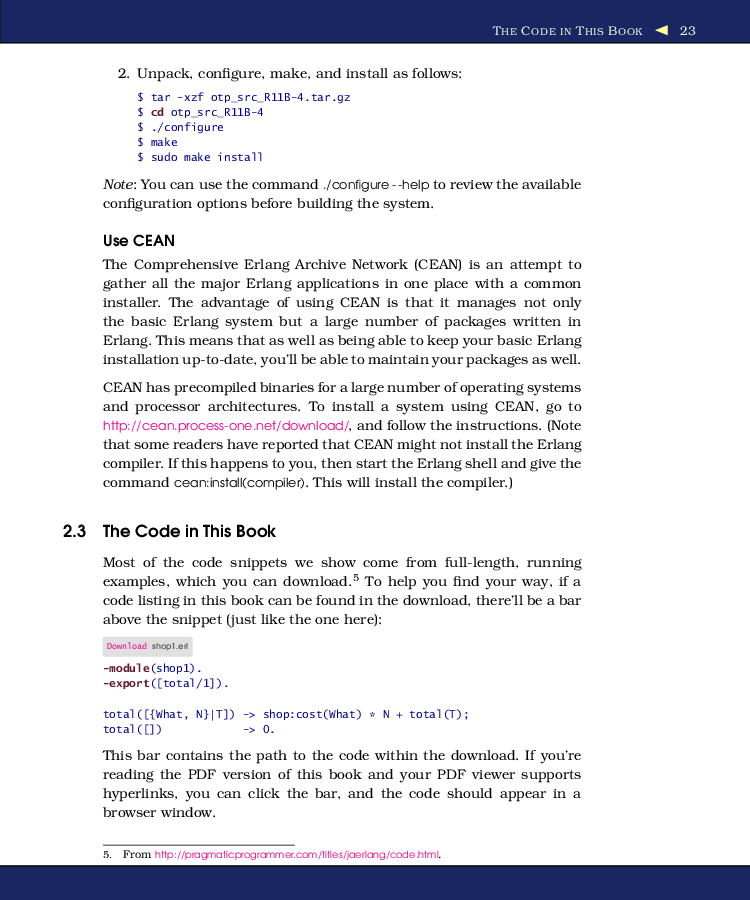 THE CODE IN THIS BOOK ◀ 23
2. Unpack, configure, make, and install as follows:
$ tar -xzf otp_src_R11B-4.tar.gz
$ cd otp_src_R11B-4
$ ./configure
$ make
$ sudo make install
Note: You can use the command ./configure --help to review the available
configuration options before building the system.
Use CEAN
The Comprehensive Erlang Archive Network (CEAN) is an attempt to
gather all the major Erlang applications in one place with a common
installer. The advantage of using CEAN is that it manages not only
the basic Erlang system but a large number of packages written in
Erlang. This means that as well as being able to keep your basic Erlang
installation up-to-date, you'll be able to maintain your packages as well.
CEAN has precompiled binaries for a large number of operating systems
and processor architectures. To install a system using CEAN, go to
http://cean.process-one.net/download/, and follow the instructions. (Note
that some readers have reported that CEAN might not install the Erlang
compiler. If this happens to you, then start the Erlang shell and give the
command cean:install(compiler). This will install the compiler.)
2.3 The Code in This Book
Most of the code snippets we show come from full-length, running
examples, which you can download.5 To help you find your way, if a
code listing in this book can be found in the download, there'll be a bar
above the snippet (just like the one here):
Download shop1.erl
-module(shop1).
-export([total/1]).
total([{What, N}|T]) -> shop:cost(What) * N + total(T);
total([]) -> 0.
This bar contains the path to the code within the download. If you're
reading the PDF version of this book and your PDF viewer supports
hyperlinks, you can click the bar, and the code should appear in a
browser window.
5. From http://pragmaticprogrammer.com/titles/jaerlang/code.html.